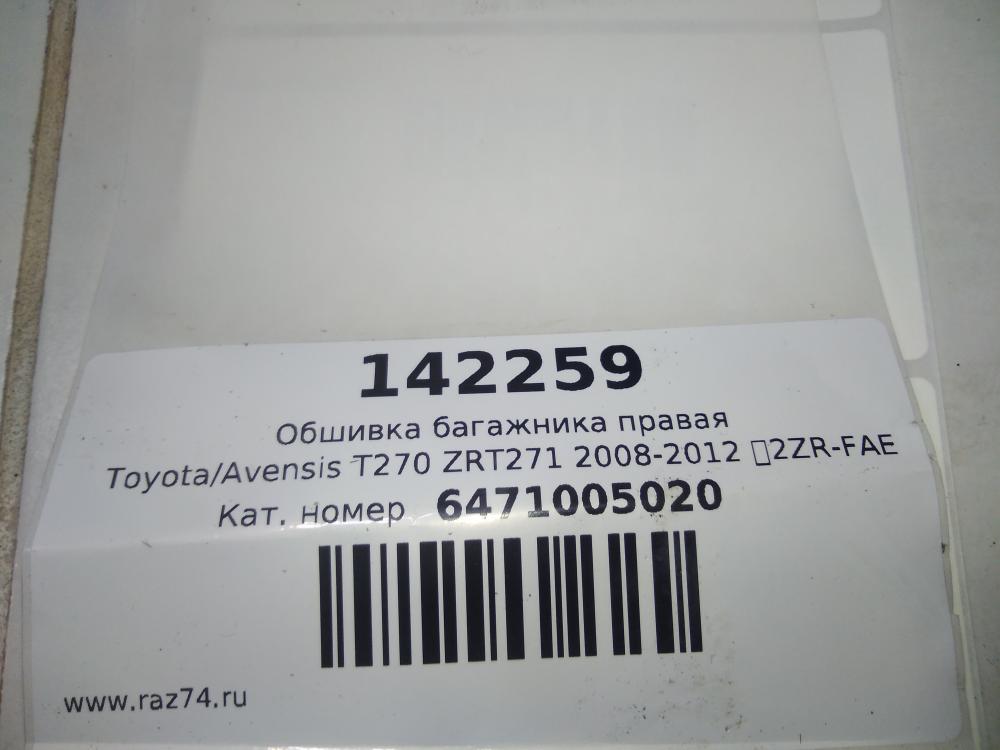 142259
Обшивка багажника правая
Toyota/Avensis T270 ZRT271 2008-2012 ▯2ZR-FAE
Кат. номер 6471005020
www.raz74.ru